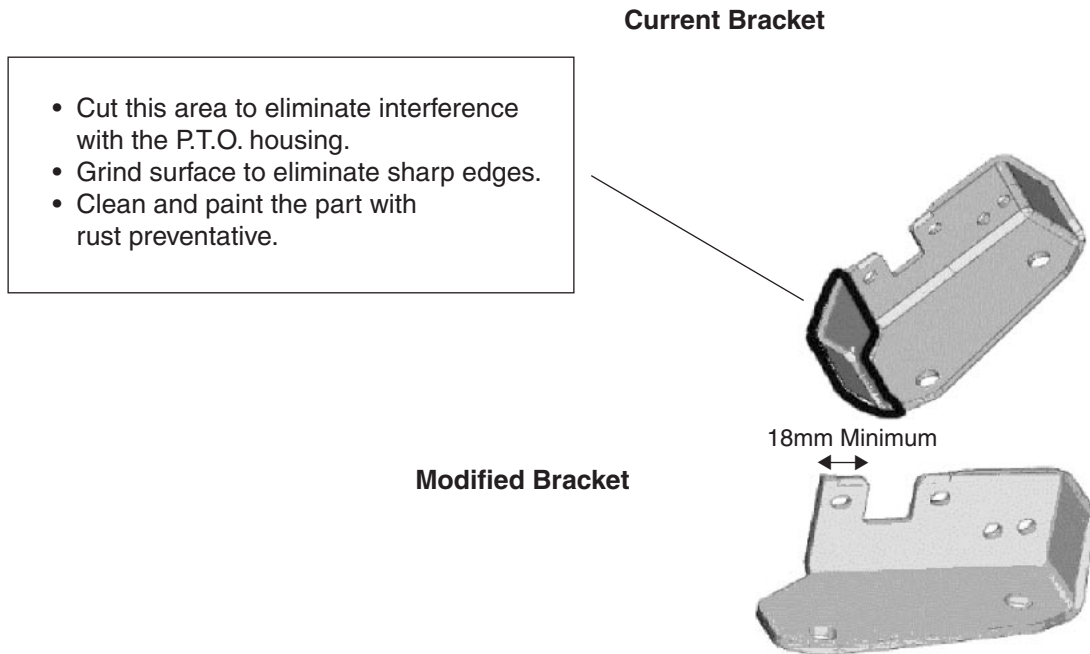 Current Bracket
• Cut this area to eliminate interference
with the P.T.O. housing.
• Grind surface to eliminate sharp edges.
• Clean and paint the part with
rust preventative.
18mm Minimum
Modified Bracket